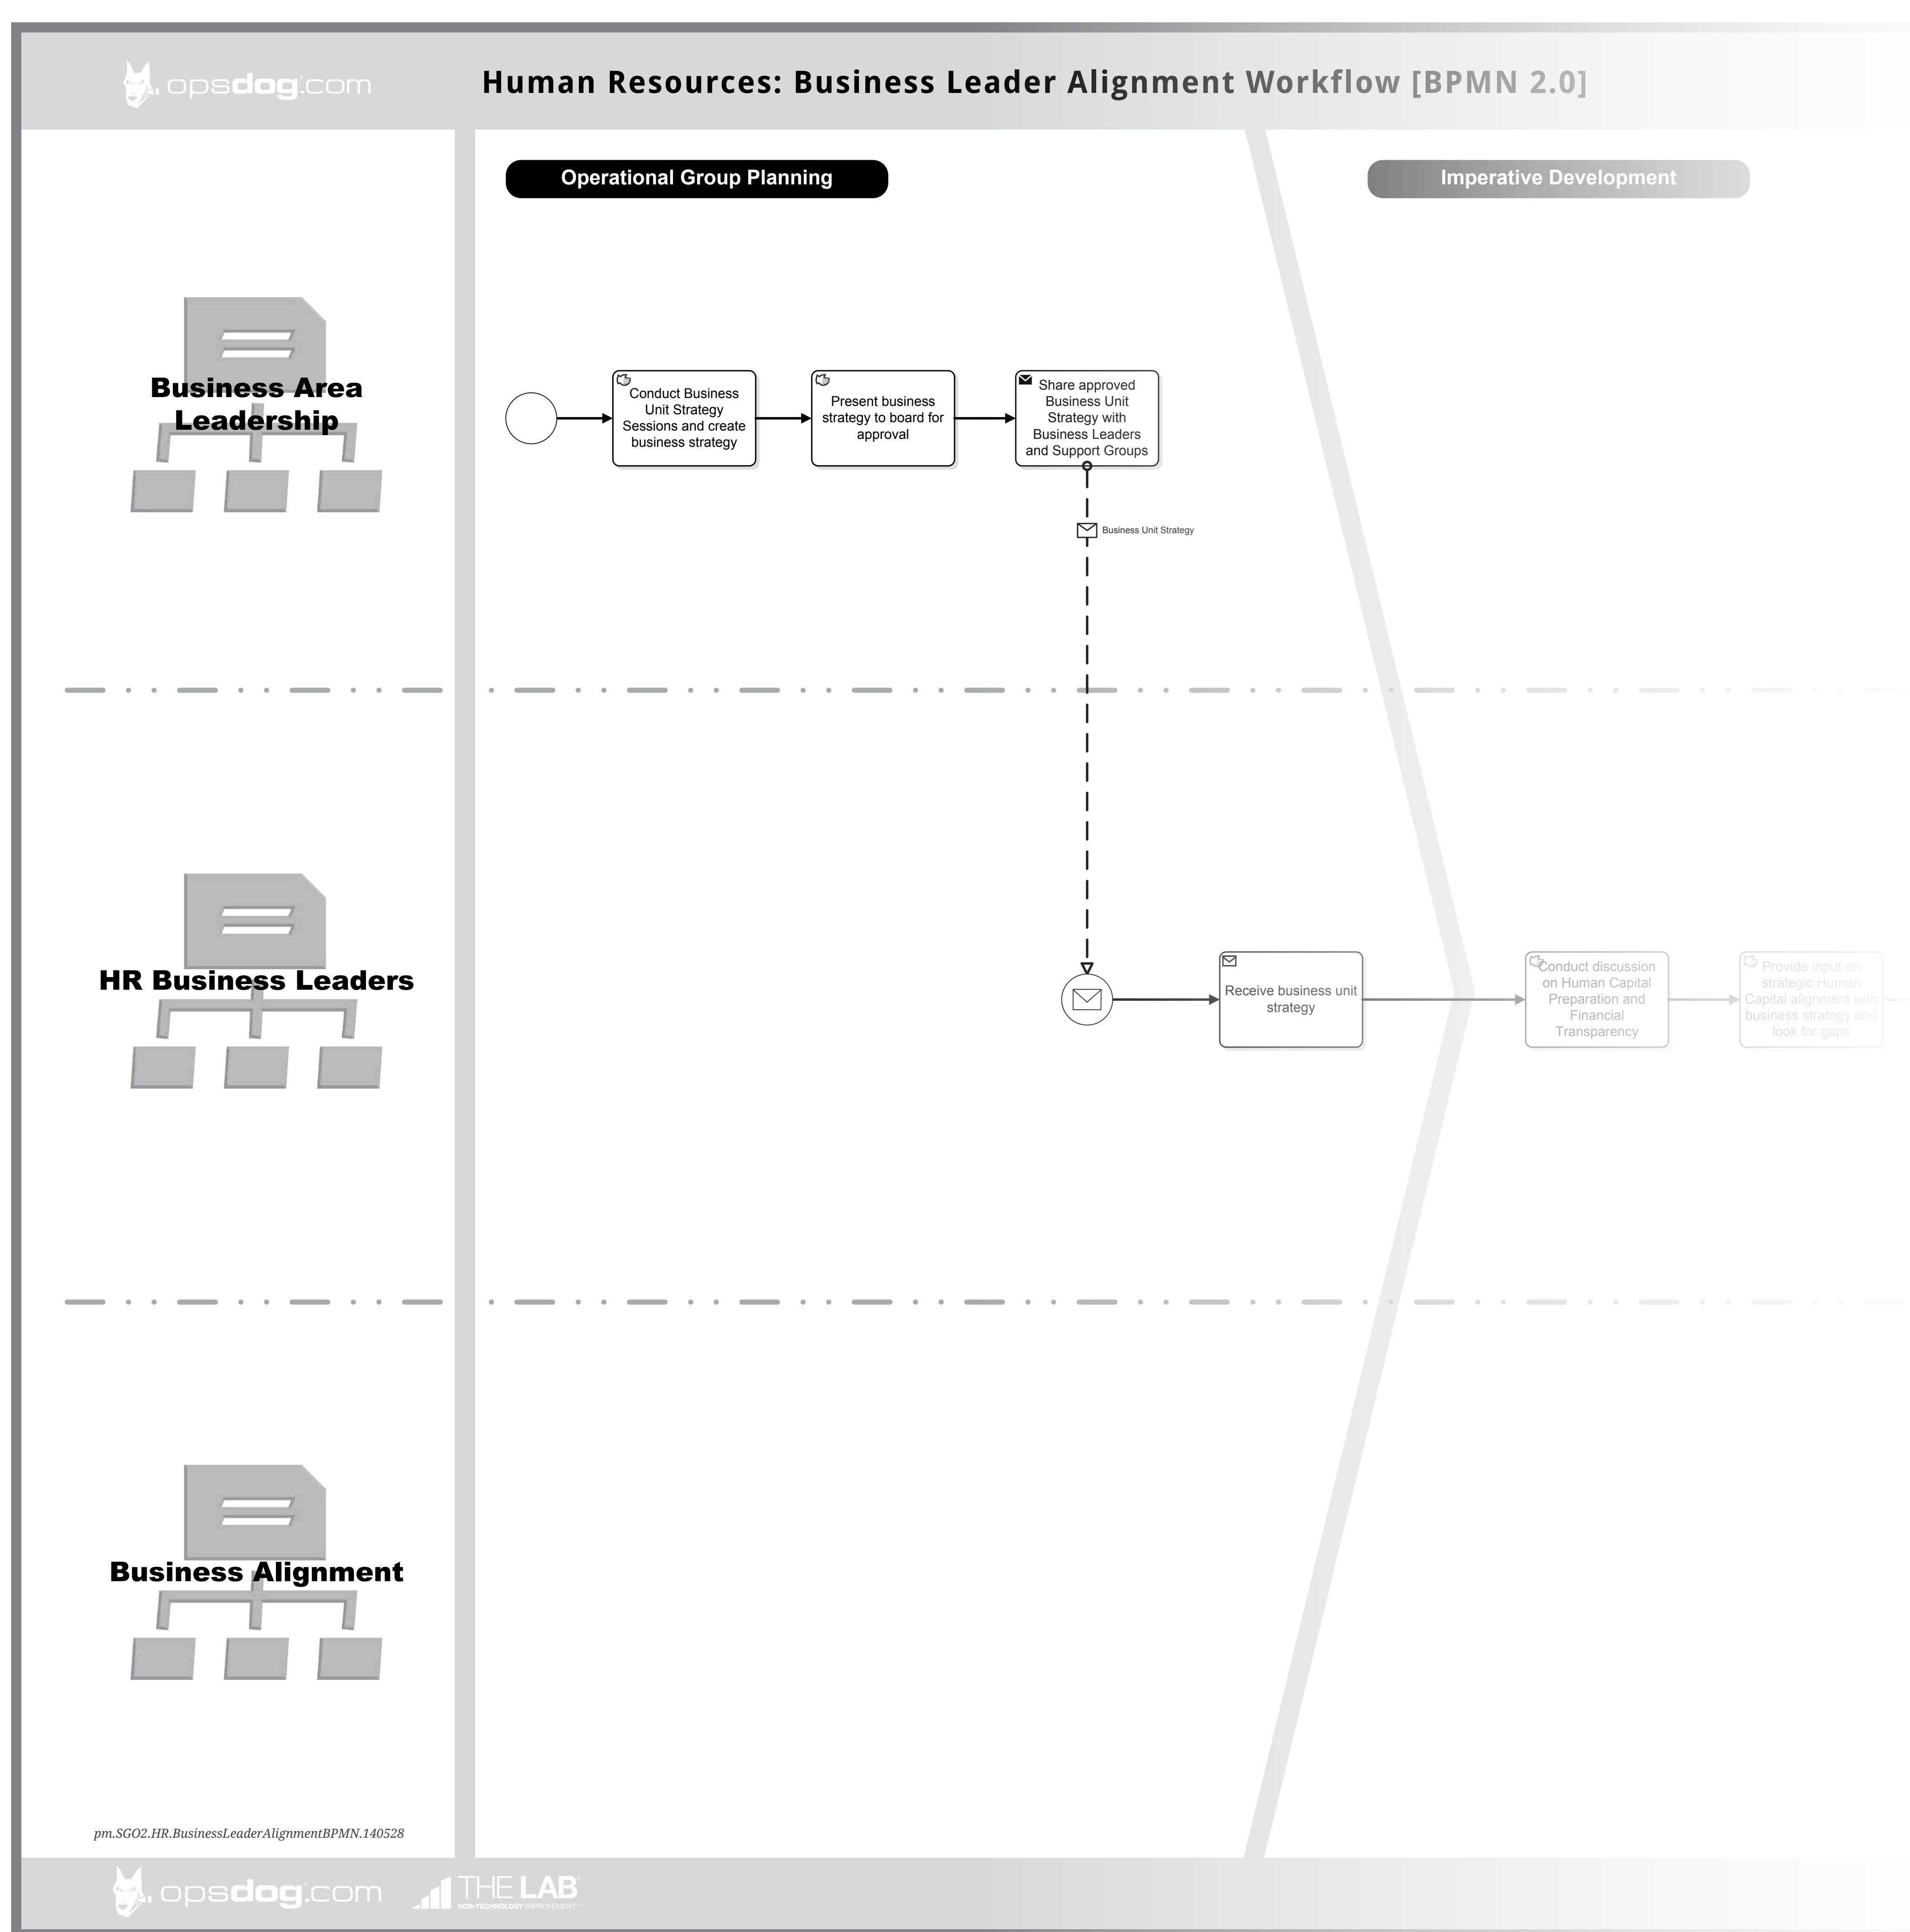 opsdog.com
Human Resources: Business Leader Alignment Workflow [BPMN 2.0]
Operational Group Planning
Imperative Development
Business Area
Leadership
Conduct Business
Unit Strategy
Sessions and create
business strategy
Present business
strategy to board for
approval
Share approved
Business Unit
Strategy with
Business Leaders
and Support Groups
Business Unit Strategy
HR Business Leaders
Receive business unit
strategy
Conduct discussion
on Human Capital
Preparation and
Financial
Transparency
Provide input on
strategic Human
Capital alignment with
business strategy and
look for gaps
Business Alignment
pm.SGO2.HR.BusinessLeaderAlignmentBPMN.140528
opsdog.com
THE LAB
NON-TECHNOLOGY IMPROVEMENT